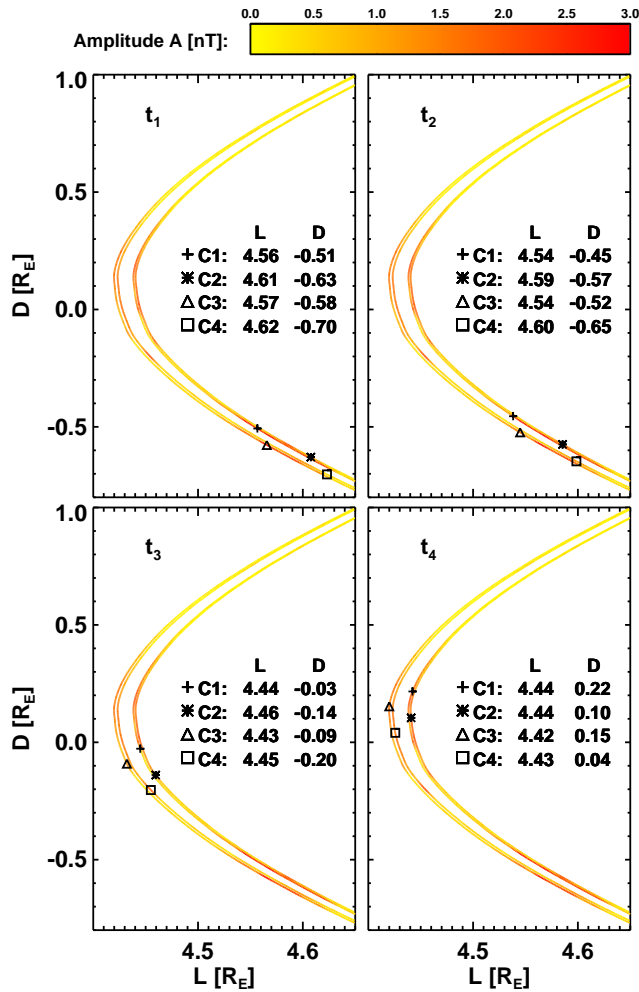 0.0 0.5 1.0 1.5 2.0 2.5 3.0
Amplitude A [nT]:
1.0
t1
t2
0.5
L D
C1: 4.56 -0.51
C2: 4.61 -0.63
C3: 4.57 -0.58
C4: 4.62 -0.70
L D
C1: 4.54 -0.45
C2: 4.59 -0.57
C3: 4.54 -0.52
C4: 4.60 -0.65
D [RE]
0.0
-0.5
1.0
t3
t4
0.5
L D
C1: 4.44 -0.03
C2: 4.46 -0.14
C3: 4.43 -0.09
C4: 4.45 -0.20
L D
C1: 4.44 0.22
C2: 4.44 0.10
C3: 4.42 0.15
C4: 4.43 0.04
D [RE]
0.0
-0.5
4.5 4.6
4.5 4.6
L [RE]
L [RE]